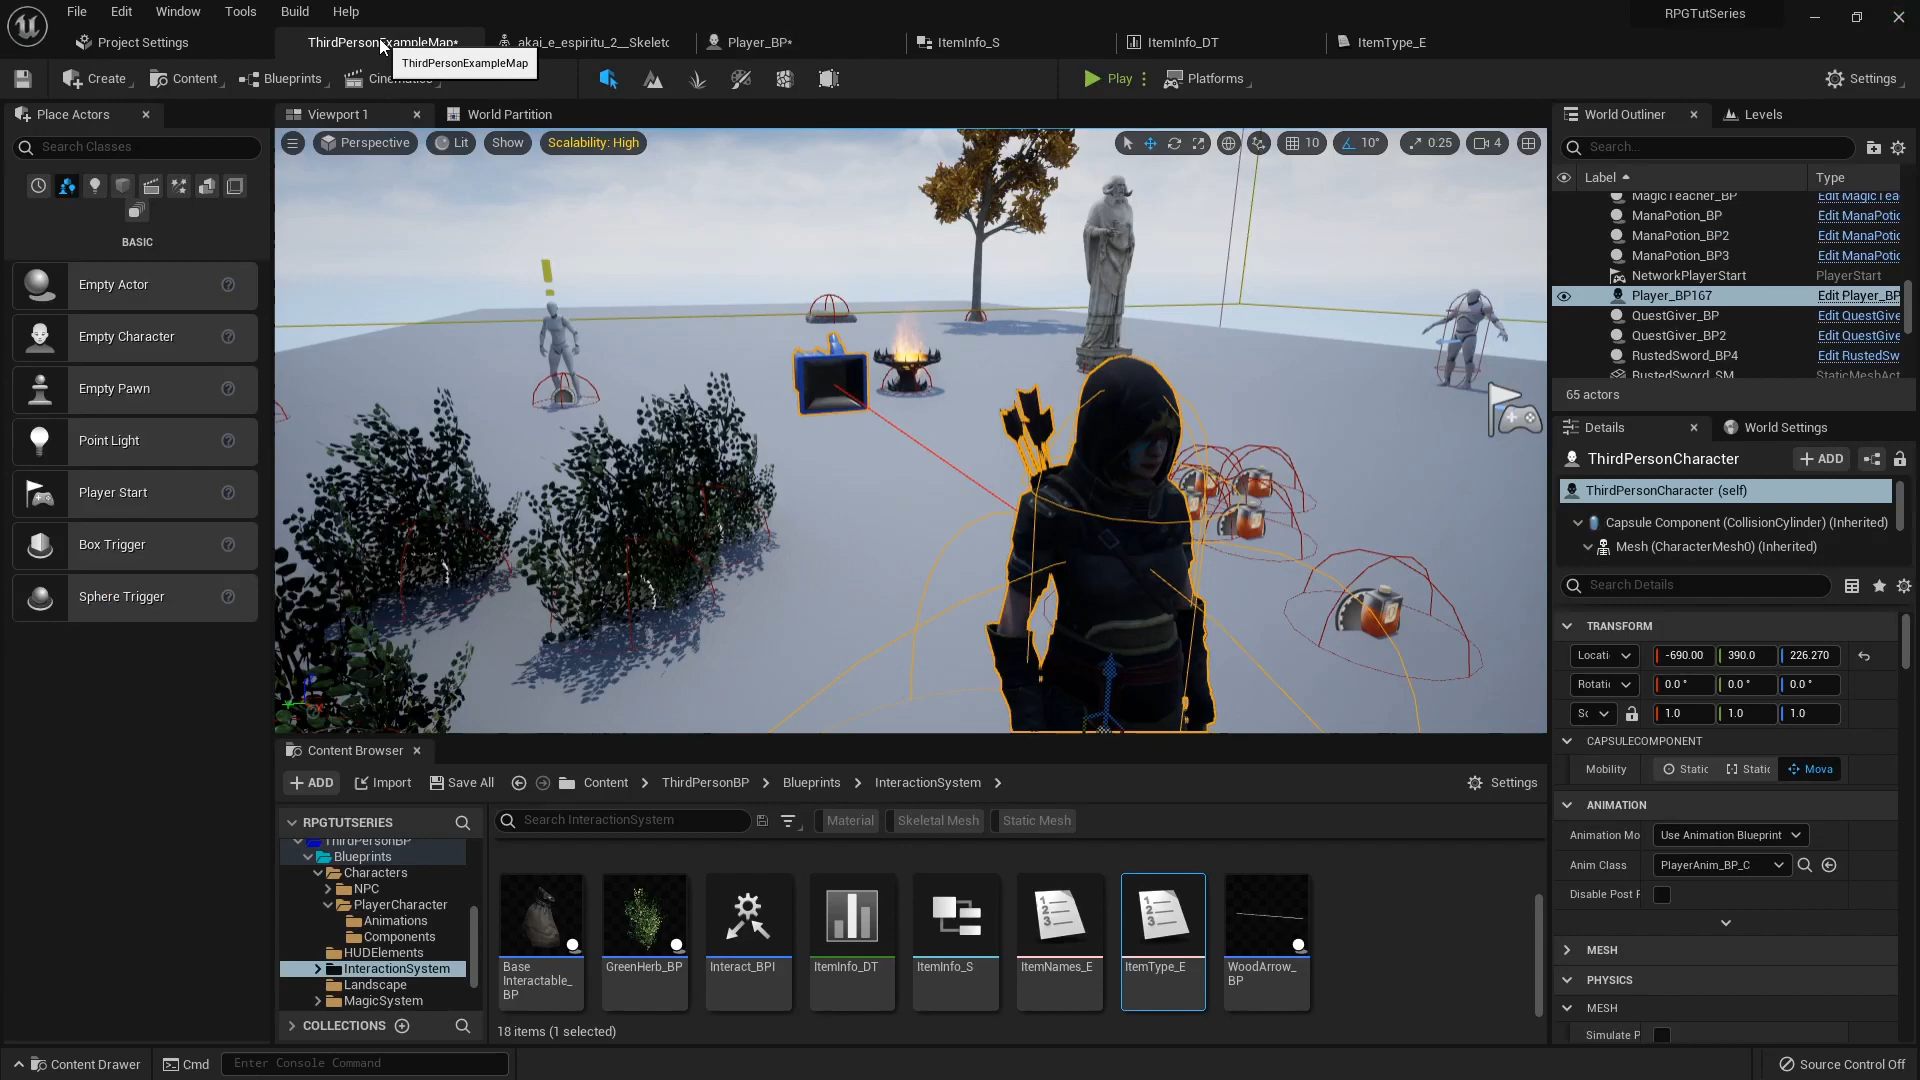 File Edit Window Tools Build Help
RPGTutSeries
Project Settings
ThirdPersonExampleMap*
akai_e_espiritu_2__Skeletc
Player_BP*
ItemInfo_S
ItemInfo_DT
ItemType_E
ThirdPersonExampleMap
Create
Content
Blueprints
Play
Platforms
Settings
Place Actors
Viewport 1
World Partition
World Outliner
Levels
Search Classes
Perspective
Lit
Show
Scalability: High
10
10°
0.25
4
Search...
Label
Type
BASIC
Empty Actor
Empty Character
Empty Pawn
Point Light
Player Start
Box Trigger
Sphere Trigger
MagicTeacher_BP Edit MagicTea
ManaPotion_BP Edit ManaPotic
ManaPotion_BP2 Edit ManaPotic
ManaPotion_BP3 Edit ManaPotic
NetworkPlayerStart PlayerStart
Player_BP167 Edit Player_BP
QuestGiver_BP Edit QuestGive
QuestGiver_BP2 Edit QuestGive
RustedSword_BP4 Edit RustedSw
RustedSword_SM StaticMeshAct
65 actors
Details
World Settings
ThirdPersonCharacter
ADD
ThirdPersonCharacter (self)
Capsule Component (CollisionCylinder) (Inherited)
Mesh (CharacterMesh0) (Inherited)
Search Details
TRANSFORM
Locati -690.00 390.0 226.270
Rotati 0.0 ° 0.0 ° 0.0 °
Sc 1.0 1.0 1.0
CAPSULECOMPONENT
Mobility Static Static Mova
ANIMATION
Animation Mo Use Animation Blueprint
Anim Class PlayerAnim_BP_C
Disable Post F
MESH
PHYSICS
MESH
Simulate P
Content Browser
ADD Import Save All Content ThirdPersonBP Blueprints InteractionSystem Settings
RPGTUTSERIES
Search InteractionSystem
Material
Skeletal Mesh
Static Mesh
ThirdPersonBP
Blueprints
Characters
NPC
PlayerCharacter
Animations
Components
HUDElements
InteractionSystem
Landscape
MagicSystem
COLLECTIONS
Base
Interactable_
BP
GreenHerb_BP
Interact_BPI
ItemInfo_DT
ItemInfo_S
ItemNames_E
ItemType_E
WoodArrow_
BP
18 items (1 selected)
Content Drawer
Cmd
Enter Console Command
Source Control Off